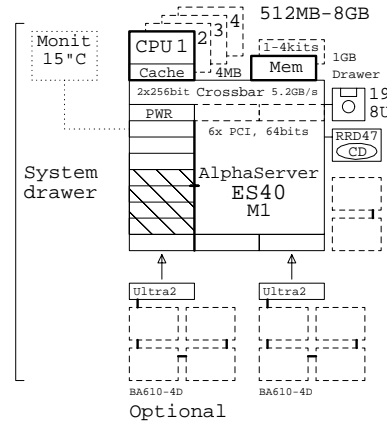 512MB-8GB
Monit
15"C
CPU 1
2
3
4
Cache
4MB
1-4kits
Mem
1GB
Drawer
2x256bit Crossbar 5.2GB/s
PWR
6x PCI, 64bits
8U
RRD47
CD
System
drawer
AlphaServer
ES40
M1
Ultra2
Ultra2
BA610-4D
BA610-4D
Optional